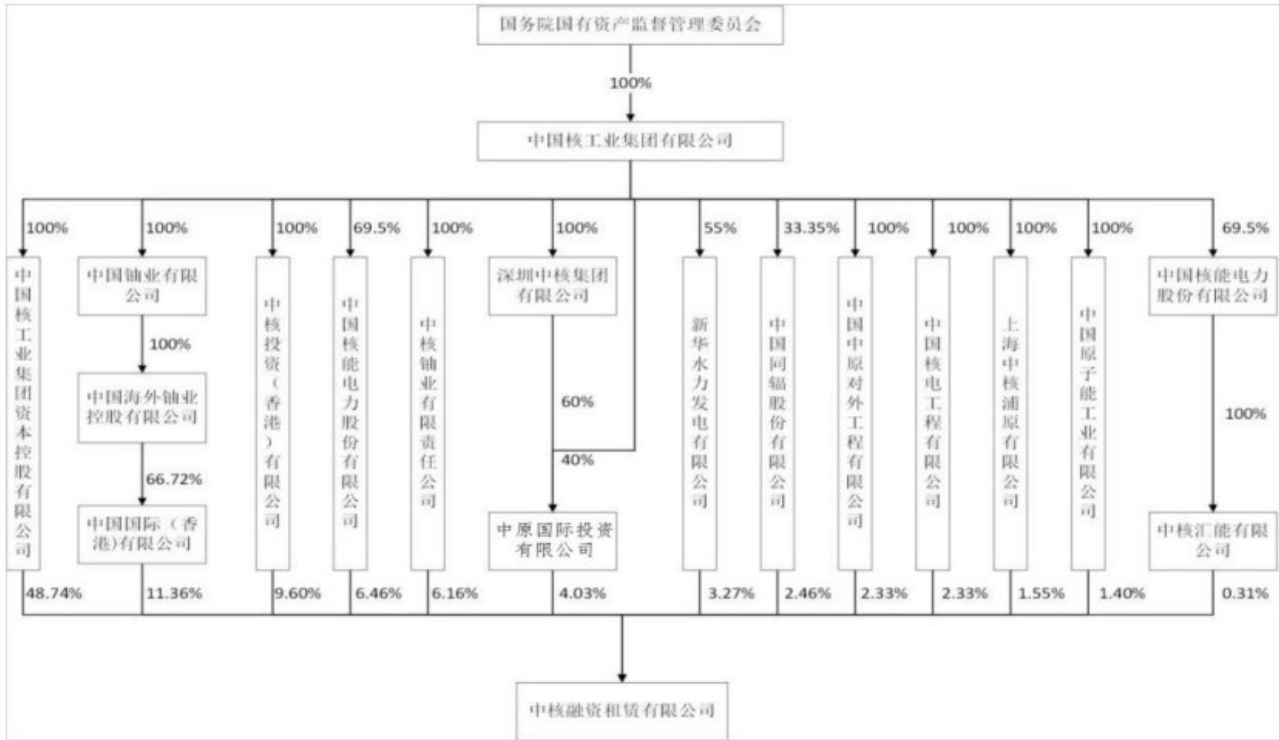 国务院国有资产监督管理委员会
100%
中国核工业集团有限公司
100%
100%
100%
69.5%
100%
100%
55%
33.35%
100%
100%
100%
100%
69.5%
中国核工业集团资本控股有限公司
中国铀业有限
公司
100%
中国海外铀业
控股有限公司
66.72%
中国国际（香
港)有限公司
中核投资（香港）有限公司
中国核能电力股份有限公司
中核铀业有限责任公司
深圳中核集团
有限公司
60%
40%
中原国际投资
有限公司
新华水力发电有限公司
中国同辐股份有限公司
中国中原对外工程有限公司
中国核电工程有限公司
上海中核浦原有限公司
中国原子能工业有限公司
中国核能电力
股份有限公司
100%
中核汇能有限
公司
48.74%
11.36%
9.60%
6.46%
6.16%
4.03%
3.27%
2.46%
2.33%
2.33%
1.55%
1.40%
0.31%
中核融资租赁有限公司